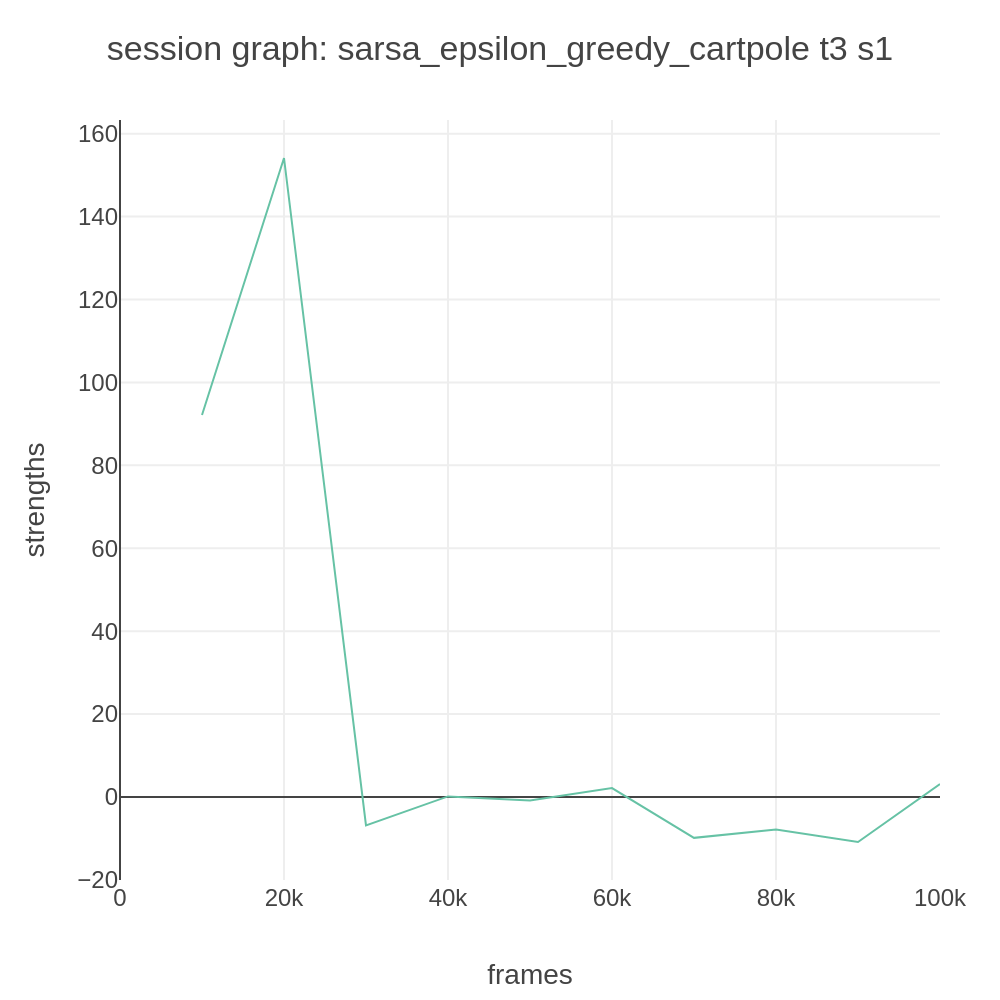 session graph: sarsa_epsilon_greedy_cartpole t3 s1
160
140
120
100
80
60
40
20
0
−20
strengths
0
20k
40k
60k
80k
100k
frames